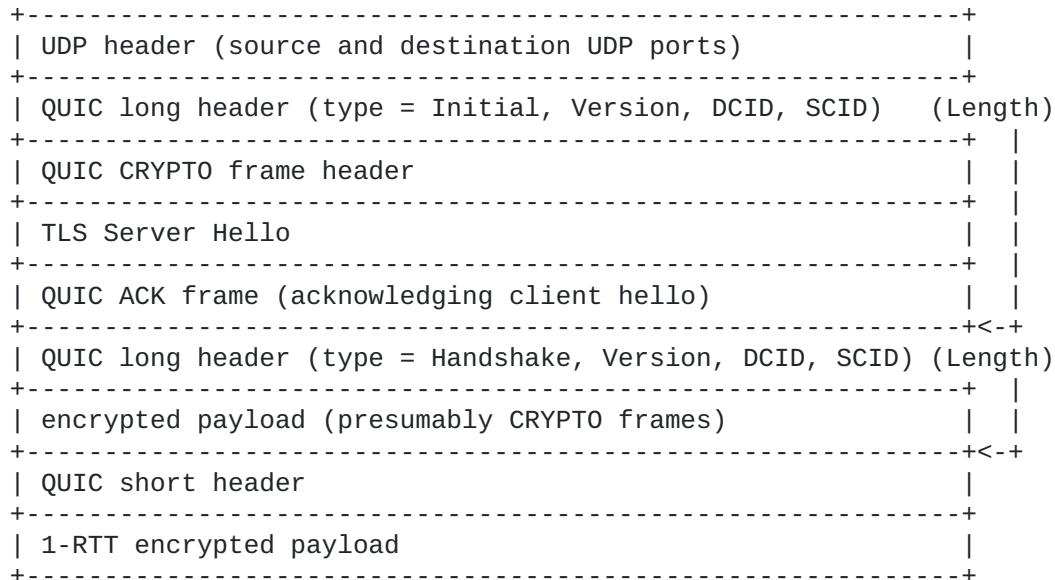 +------------------------------------------------------------+
| UDP header (source and destination UDP ports)              |
+------------------------------------------------------------+
| QUIC long header (type = Initial, Version, DCID, SCID)   (Length)
+------------------------------------------------------------+  |
| QUIC CRYPTO frame header                                   |  |
+------------------------------------------------------------+  |
| TLS Server Hello                                           |  |
+------------------------------------------------------------+  |
| QUIC ACK frame (acknowledging client hello)                |  |
+------------------------------------------------------------+<-+
| QUIC long header (type = Handshake, Version, DCID, SCID) (Length)
+------------------------------------------------------------+  |
| encrypted payload (presumably CRYPTO frames)               |  |
+------------------------------------------------------------+<-+
| QUIC short header                                          |
+------------------------------------------------------------+
| 1-RTT encrypted payload                                    |
+------------------------------------------------------------+